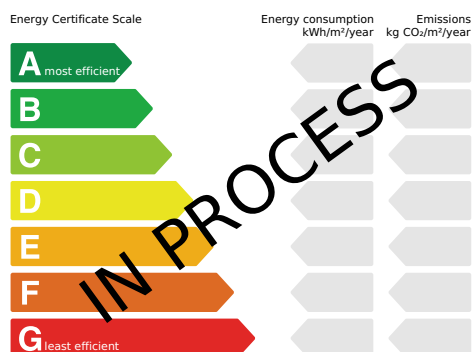 Energy Certificate Scale
Energy consumption
kWh/m²/year
Emissions
kg CO₂/m²/year
A most efficient
B
C
D
E
F
G least efficient
IN PROCESS